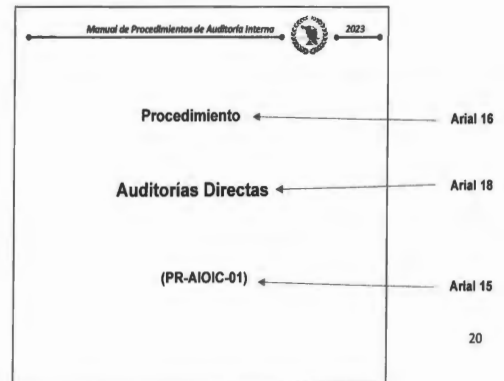 Manual de Procedimientos de Auditoría Interna 2023
Procedimiento Arial 16
Auditorías Directas Arial 18
(PR-AIOIC-01) Arial 15
20